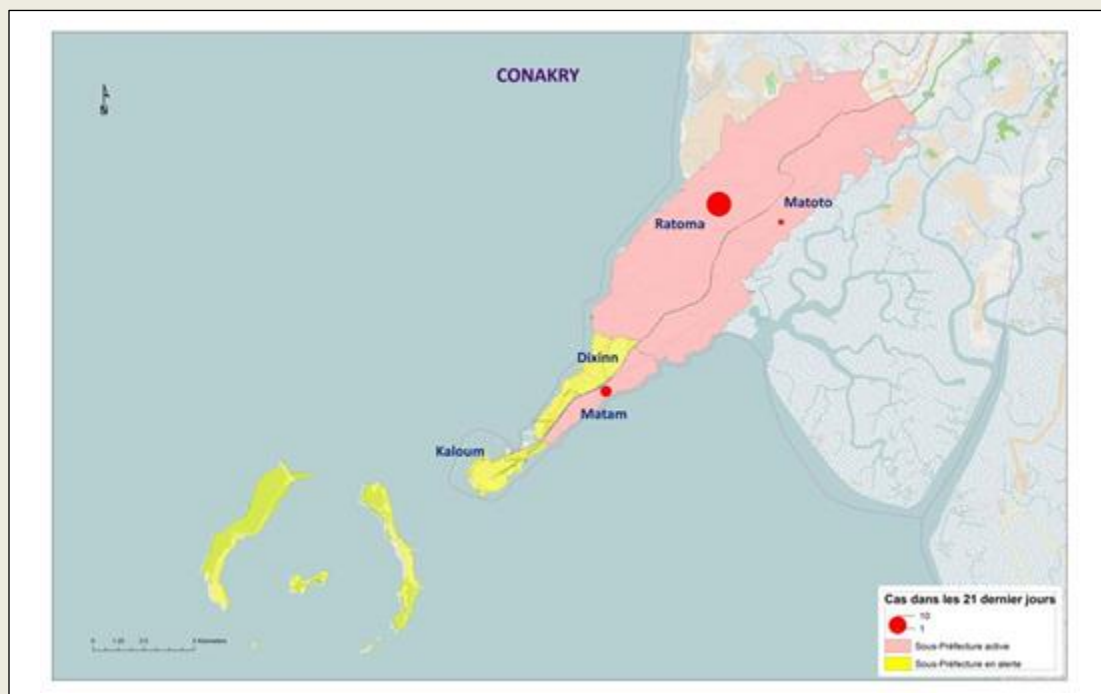 CONAKRY
N
Matoto
Ratoma
Dixinn
Matam
Kaloum
Cas dans les 21 dernier jours
10
1
Sous-Préfecture active
Sous-Préfecture en alerte